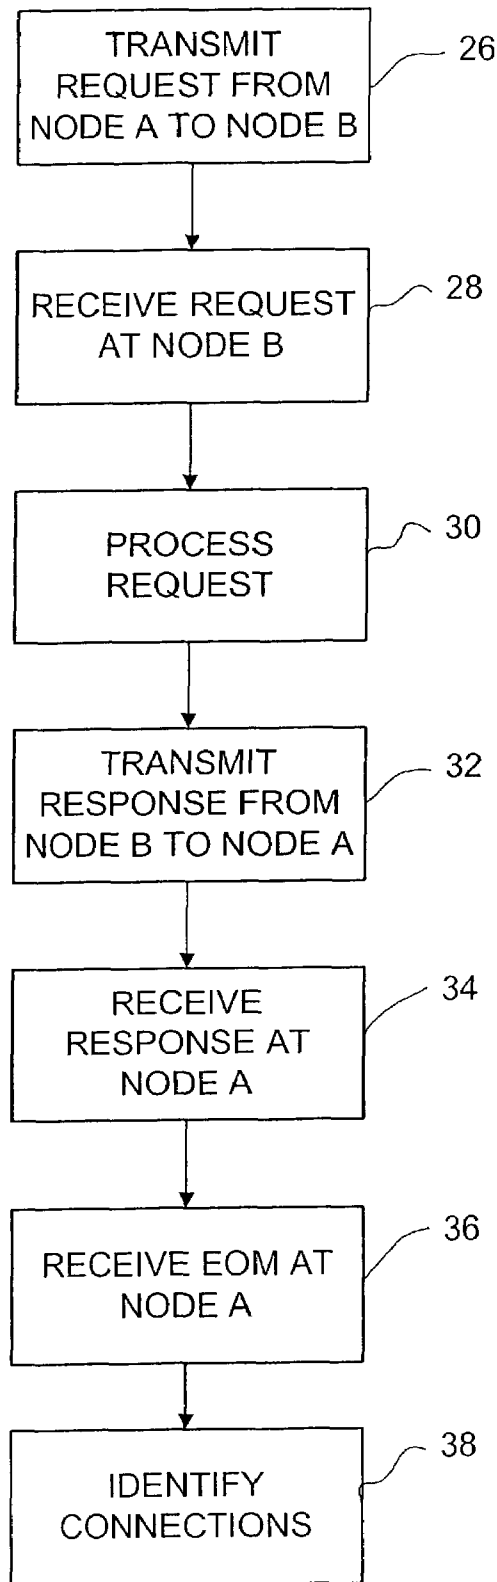 TRANSMIT
REQUEST FROM
NODE A TO NODE B
26
RECEIVE REQUEST
AT NODE B
28
PROCESS
REQUEST
30
TRANSMIT
RESPONSE FROM
NODE B TO NODE A
32
RECEIVE
RESPONSE AT
NODE A
34
RECEIVE EOM AT
NODE A
36
IDENTIFY
CONNECTIONS
38